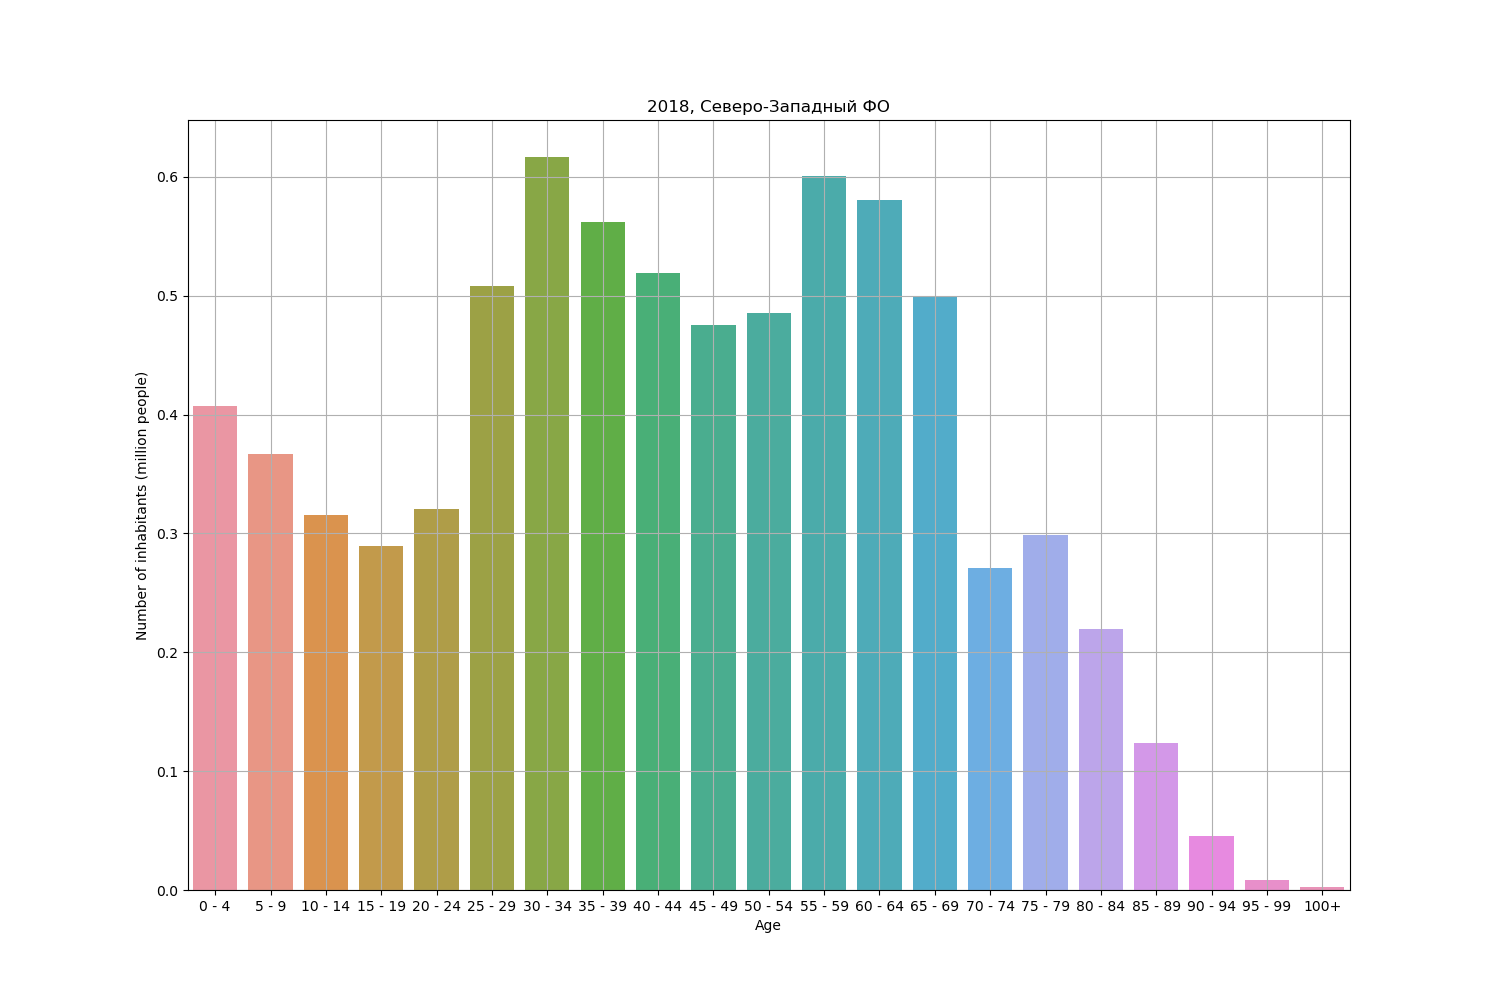 2018, Северо-Западный ФО
Number of inhabitants (million people)
0.6
0.5
0.4
0.3
0.2
0.1
0.0
0 - 4 5 - 9 10 - 14 15 - 19 20 - 24 25 - 29 30 - 34 35 - 39 40 - 44 45 - 49 50 - 54 55 - 59 60 - 64 65 - 69 70 - 74 75 - 79 80 - 84 85 - 89 90 - 94 95 - 99 100+
Age